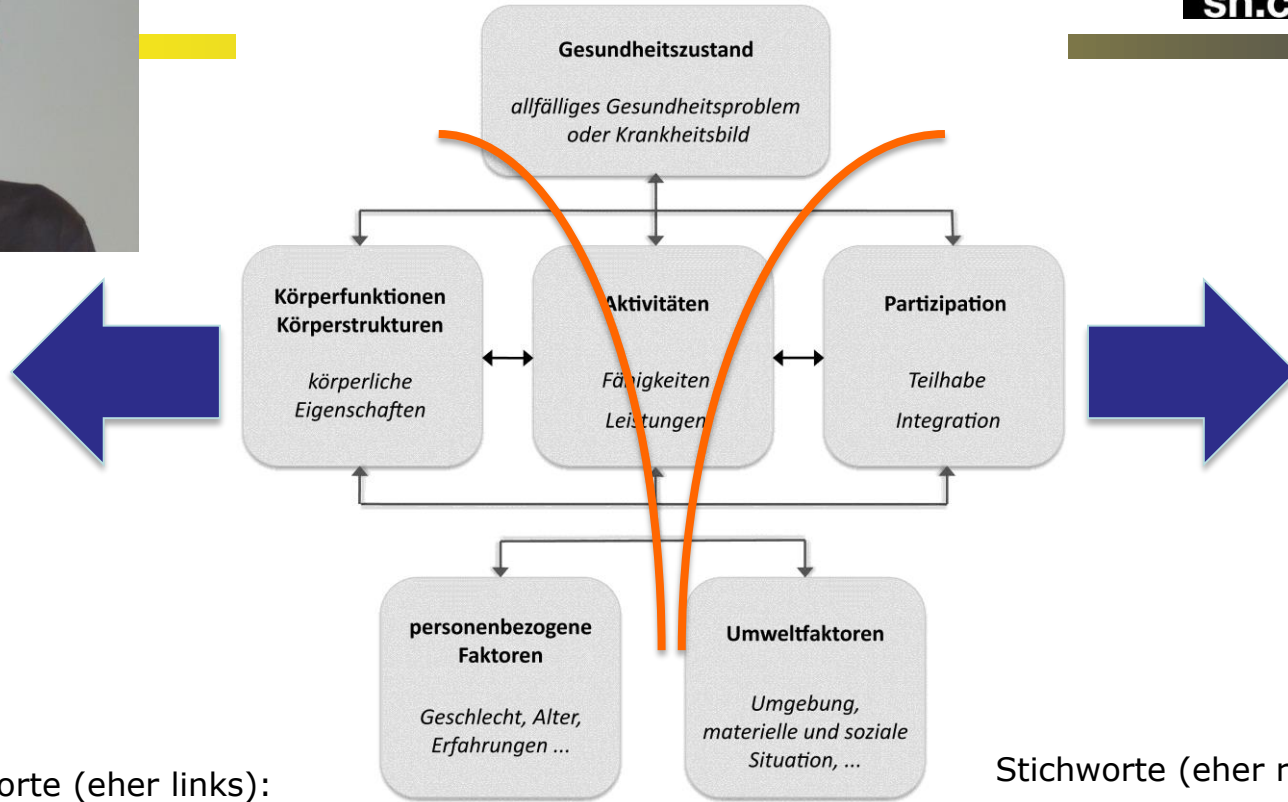 sh.c
Gesundheitszustand
allfälliges Gesundheitsproblem
oder Krankheitsbild
Körperfunktionen
Körperstrukturen
körperliche
Eigenschaften
Aktivitäten
Fähigkeiten
Leistungen
Partizipation
Teilhabe
Integration
personenbezogene
Faktoren
Geschlecht, Alter,
Erfahrungen ...
Umweltfaktoren
Umgebung,
materielle und soziale
Situation, ...
orte (eher links):
Stichworte (eher r